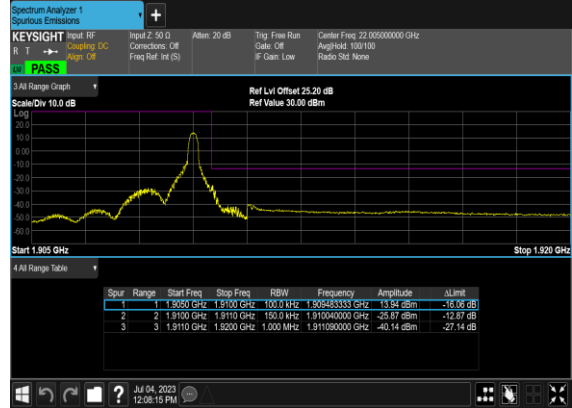 Spectrum Analyzer 1
Spurious Emissions
+
KEYSIGHT Input: RF Input Z: 50 Ω Atten: 20 dB Trig: Free Run Center Freq: 22.005000000 GHz
R T Coupling: DC Corrections: Off Gate: Off Avg|Hold: 100/100
Align: Off Freq Ref: Int (S) IF Gain: Low Radio Std: None
PASS
3 All Range Graph
Ref Lvl Offset 25.20 dB
Scale/Div 10.0 dB Ref Value 30.00 dBm
Log
20.0
10.0
0.00
-10.0
-20.0
-30.0
-40.0
-50.0
-60.0
Start 1.905 GHz Stop 1.920 GHz
4 All Range Table
Spur Range Start Freq Stop Freq RBW Frequency Amplitude ΔLimit
1 1 1.9050 GHz 1.9100 GHz 100.0 kHz 1.909483333 GHz 13.94 dBm -16.06 dB
2 2 1.9100 GHz 1.9110 GHz 150.0 kHz 1.910040000 GHz -25.87 dBm -12.87 dB
3 3 1.9110 GHz 1.9200 GHz 1.000 MHz 1.911090000 GHz -40.14 dBm -27.14 dB
? Jul 04, 2023
12:08:15 PM